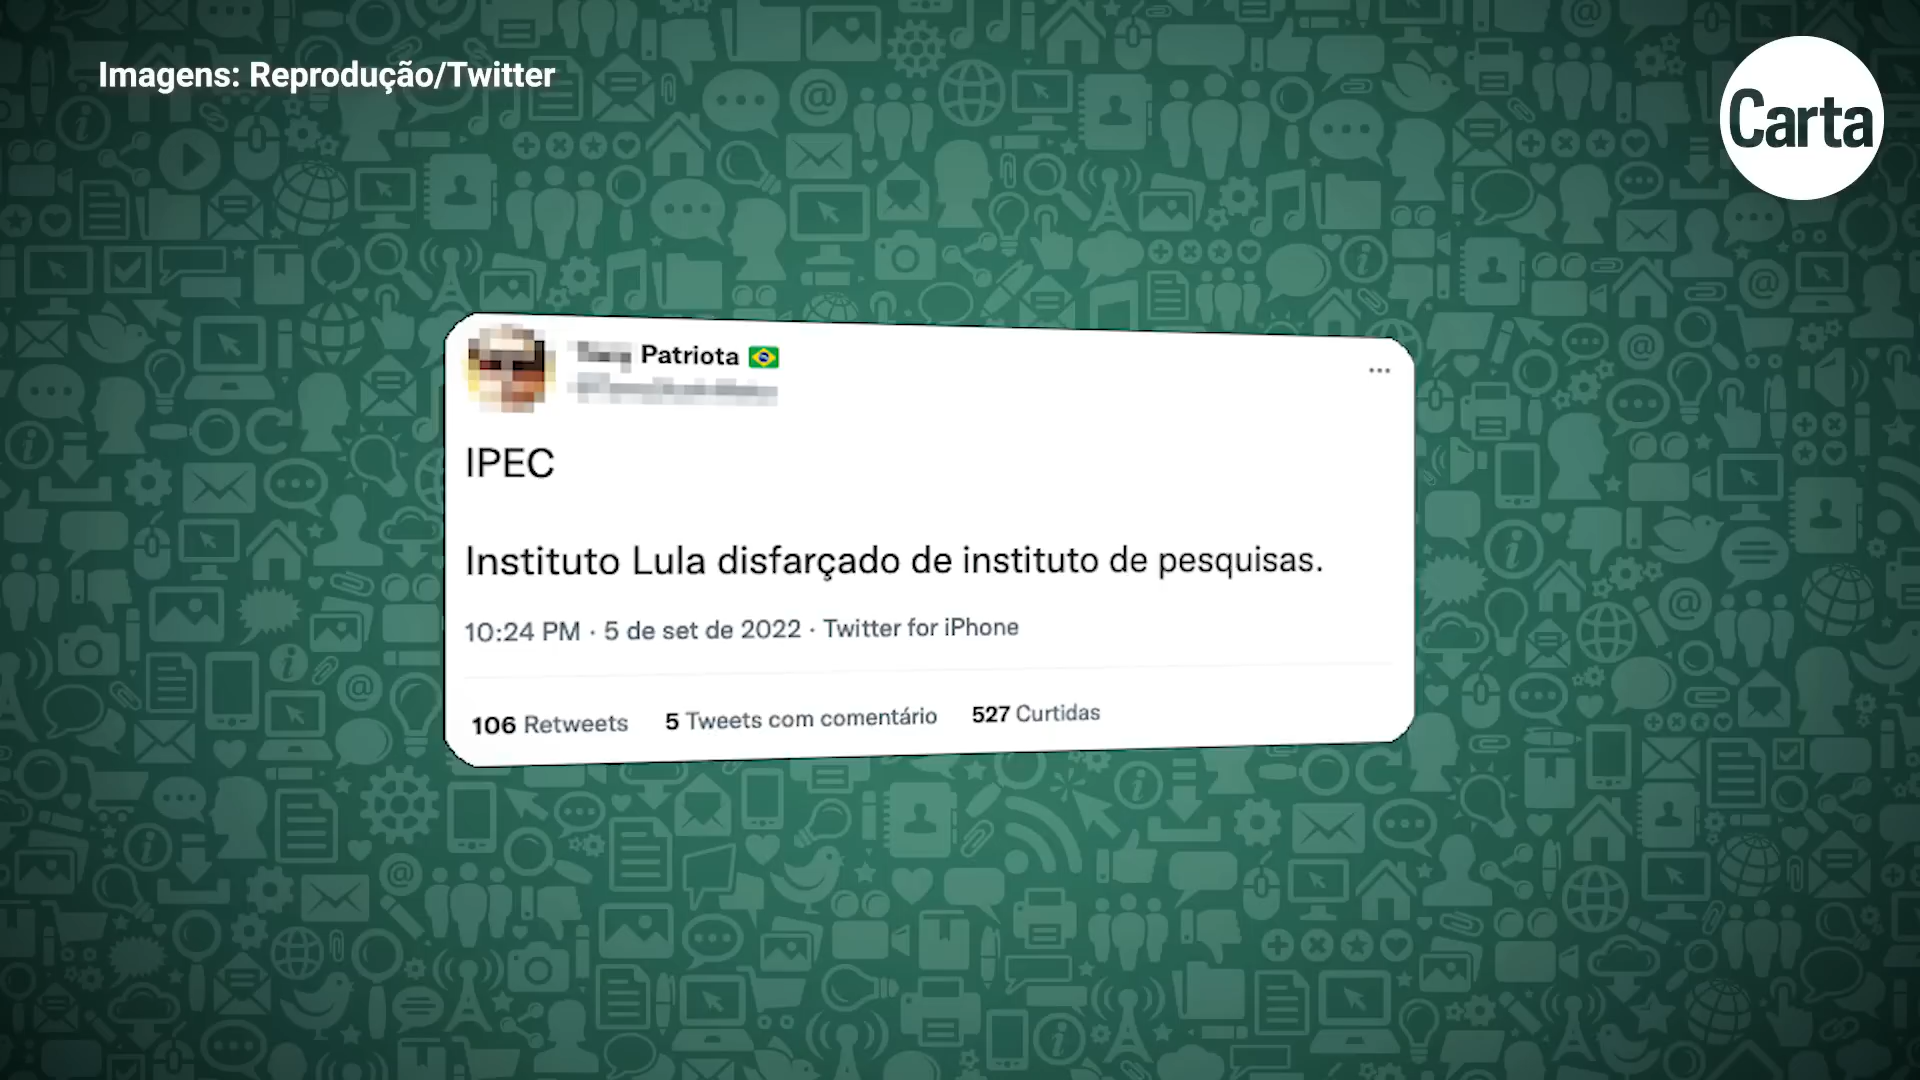 Imagens: Reprodução/Twitter
Carta
Patriota
IPEC
Instituto Lula disfarçado de instituto de pesquisas.
10:24 PM · 5 de set de 2022 · Twitter for iPhone
106 Retweets 5 Tweets com comentário 527 Curtidas